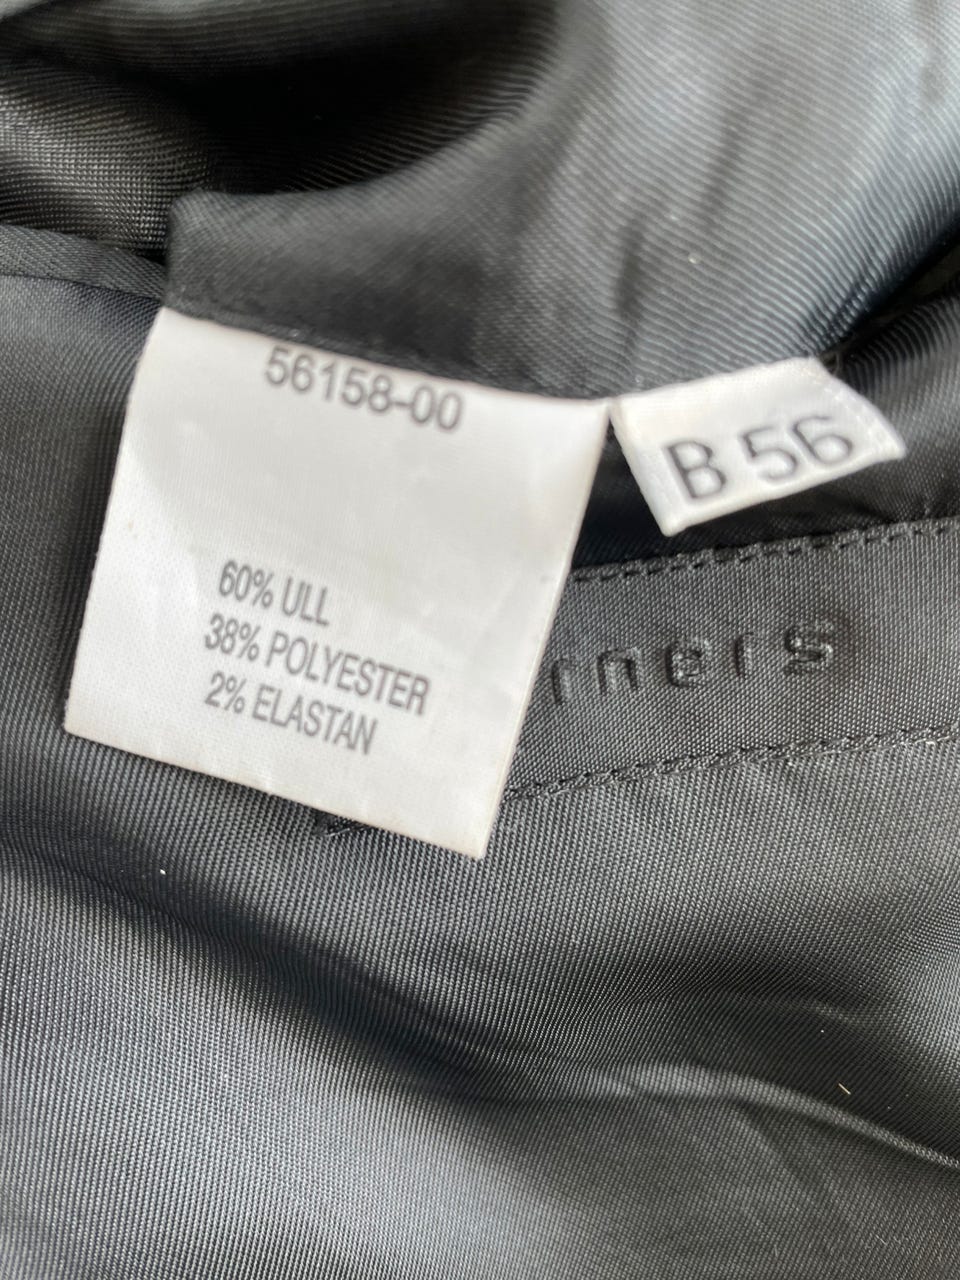 56158-00
B 56
60% ULL
38% POLYESTER
2% ELASTAN
rners